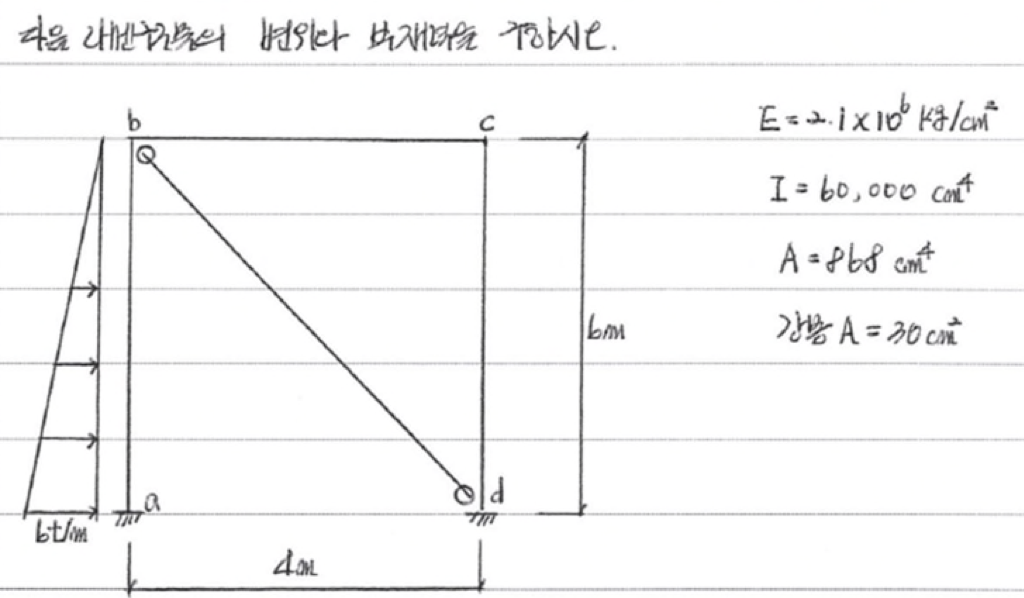 다음 라멘구조물의 변위와 부재력을 구하시오.
E = 2.1 × 10⁶ kg/cm²
I = 60,000 cm⁴
A = 868 cm⁴
강봉 A = 30 cm²
b
c
6m
a
d
6t/m
4m